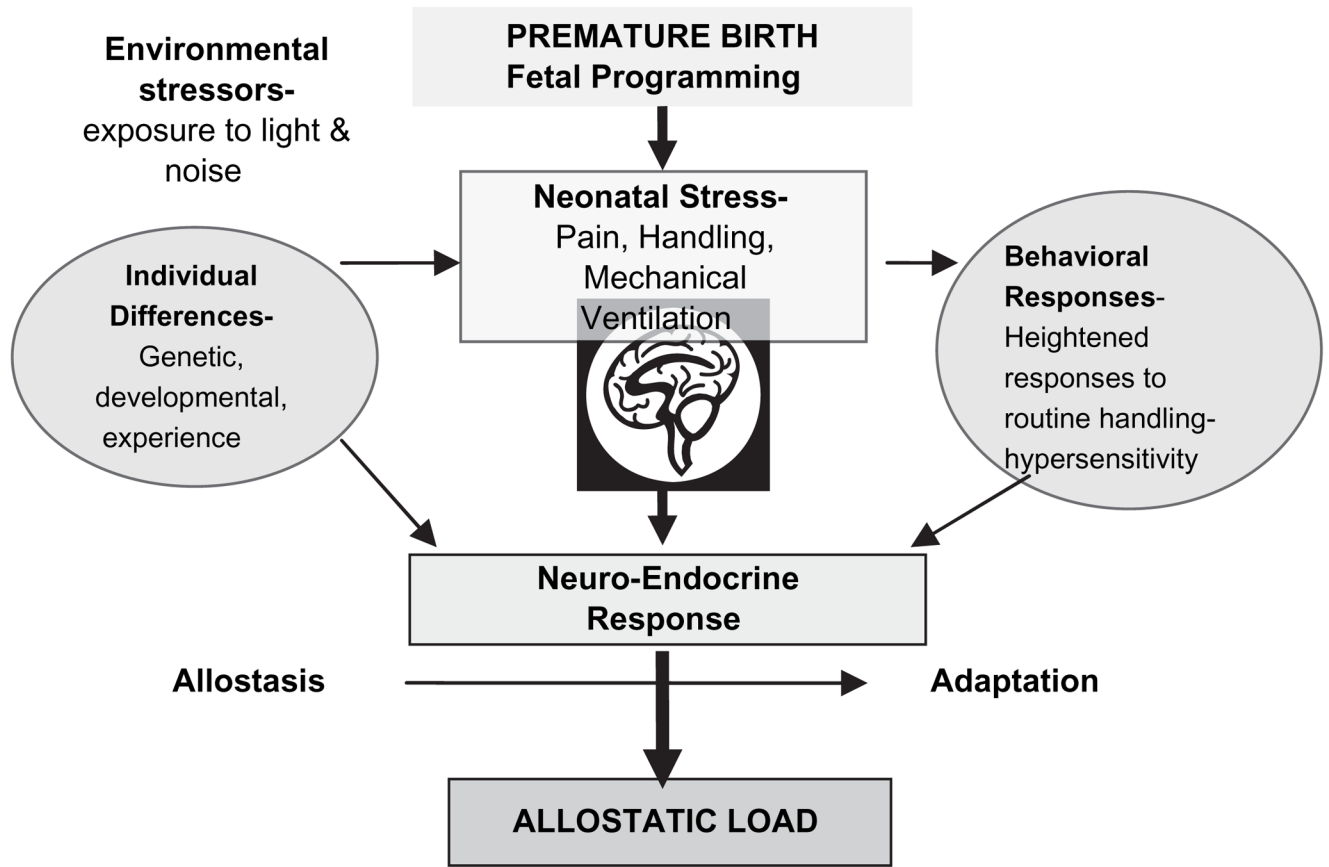 PREMATURE BIRTH
Fetal Programming
Environmental
stressors-
exposure to light &
noise
Neonatal Stress-
Pain, Handling,
Mechanical
Ventilation
Individual
Differences-
Genetic,
developmental,
experience
Behavioral
Responses-
Heightened
responses to
routine handling-
hypersensitivity
Neuro-Endocrine
Response
Allostasis
Adaptation
ALLOSTATIC LOAD